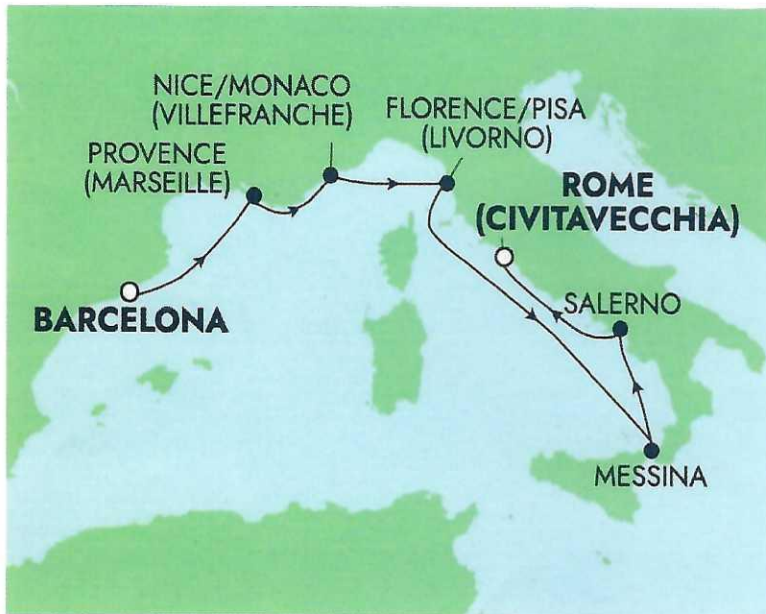 NICE/MONACO
(VILLEFRANCHE)
FLORENCE/PISA
(LIVORNO)
PROVENCE
(MARSEILLE)
ROME
(CIVITAVECCHIA)
BARCELONA
SALERNO
MESSINA